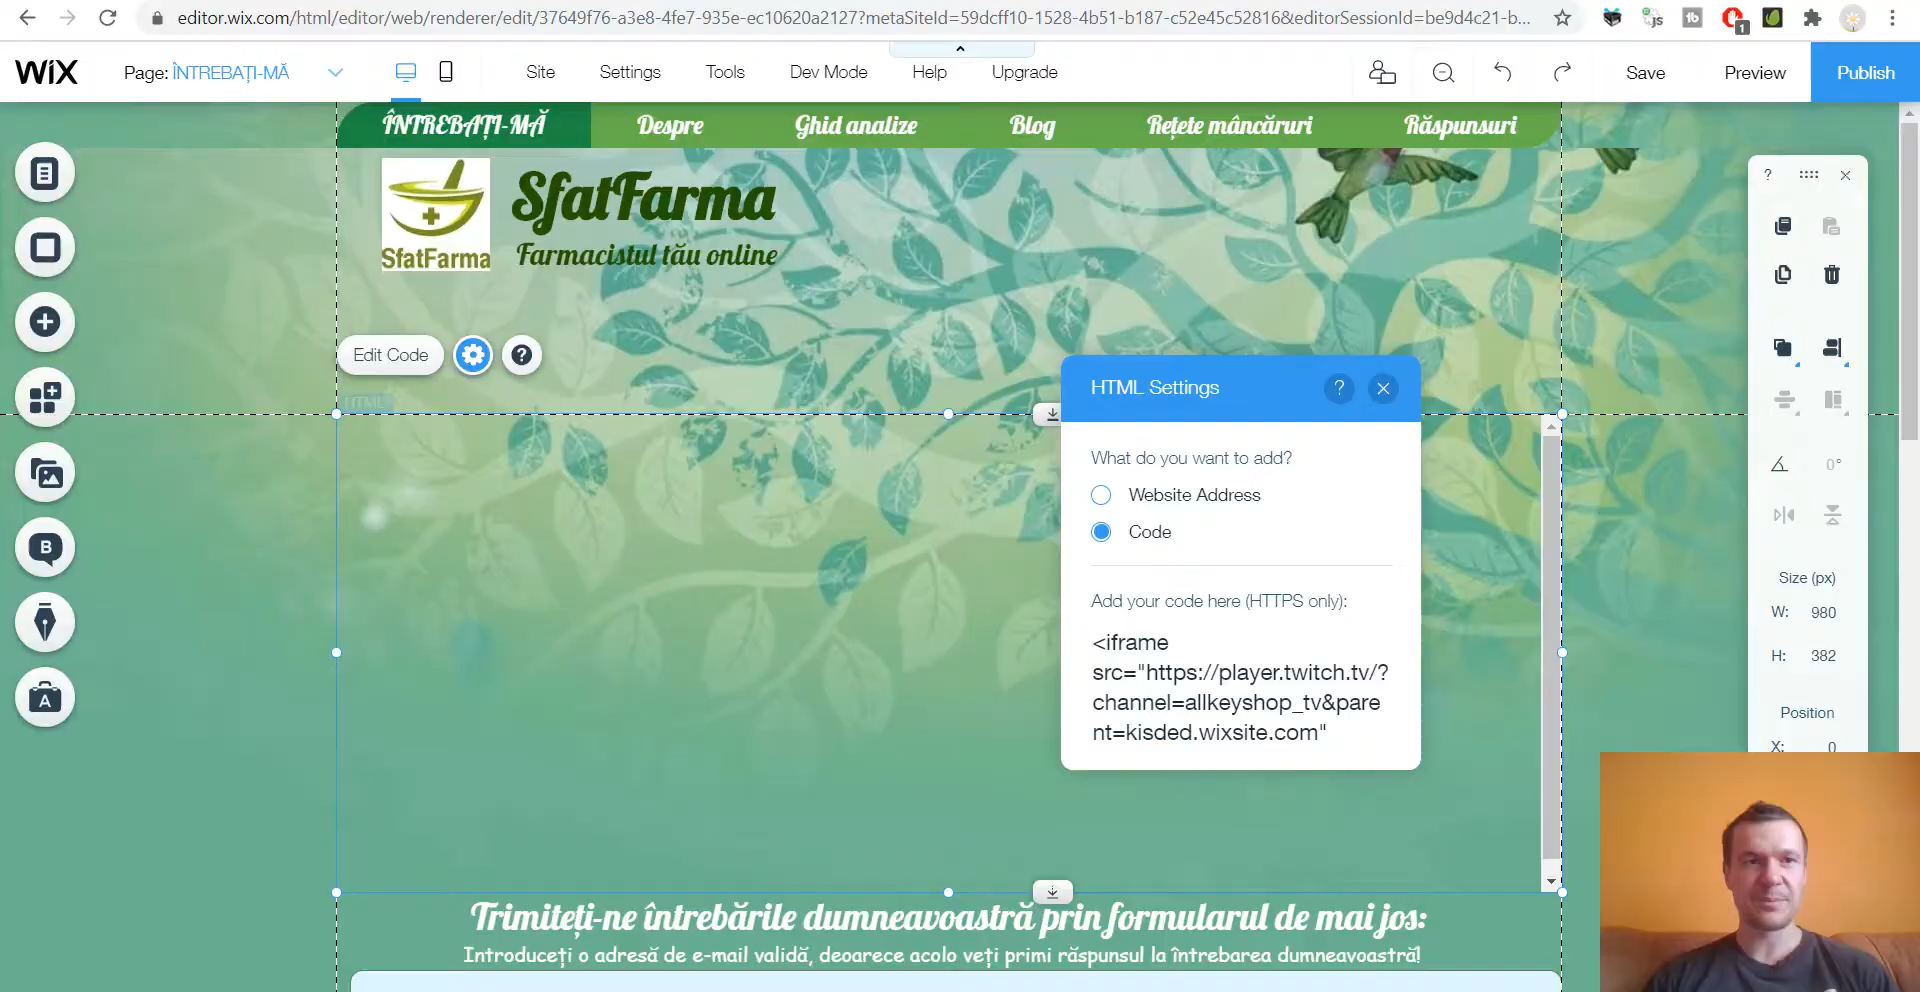 editor.wix.com/html/editor/web/renderer/edit/37649f76-a3e8-4fe7-935e-ec10620a2127?metaSiteId=59dcff10-1528-4b51-b187-c52e45c52816&editorSessionId=be9d4c21-b...
WIX
Page: ÎNTREBAȚI-MĂ
Site
Settings
Tools
Dev Mode
Help
Upgrade
Save
Preview
Publish
ÎNTREBAȚI-MĂ
Despre
Ghid analize
Blog
Rețete mâncăruri
Răspunsuri
SfatFarma
SfatFarma
Farmacistul tău online
Edit Code
HTML
HTML Settings
What do you want to add?
Website Address
Code
Add your code here (HTTPS only):
<iframe
src="https://player.twitch.tv/?
channel=allkeyshop_tv&pare
nt=kisded.wixsite.com"
0°
Size (px)
W: 980
H: 382
Position
X: 0
Trimiteți-ne întrebările dumneavoastră prin formularul de mai jos:
Introduceți o adresă de e-mail validă, deoarece acolo veți primi răspunsul la întrebarea dumneavoastră!